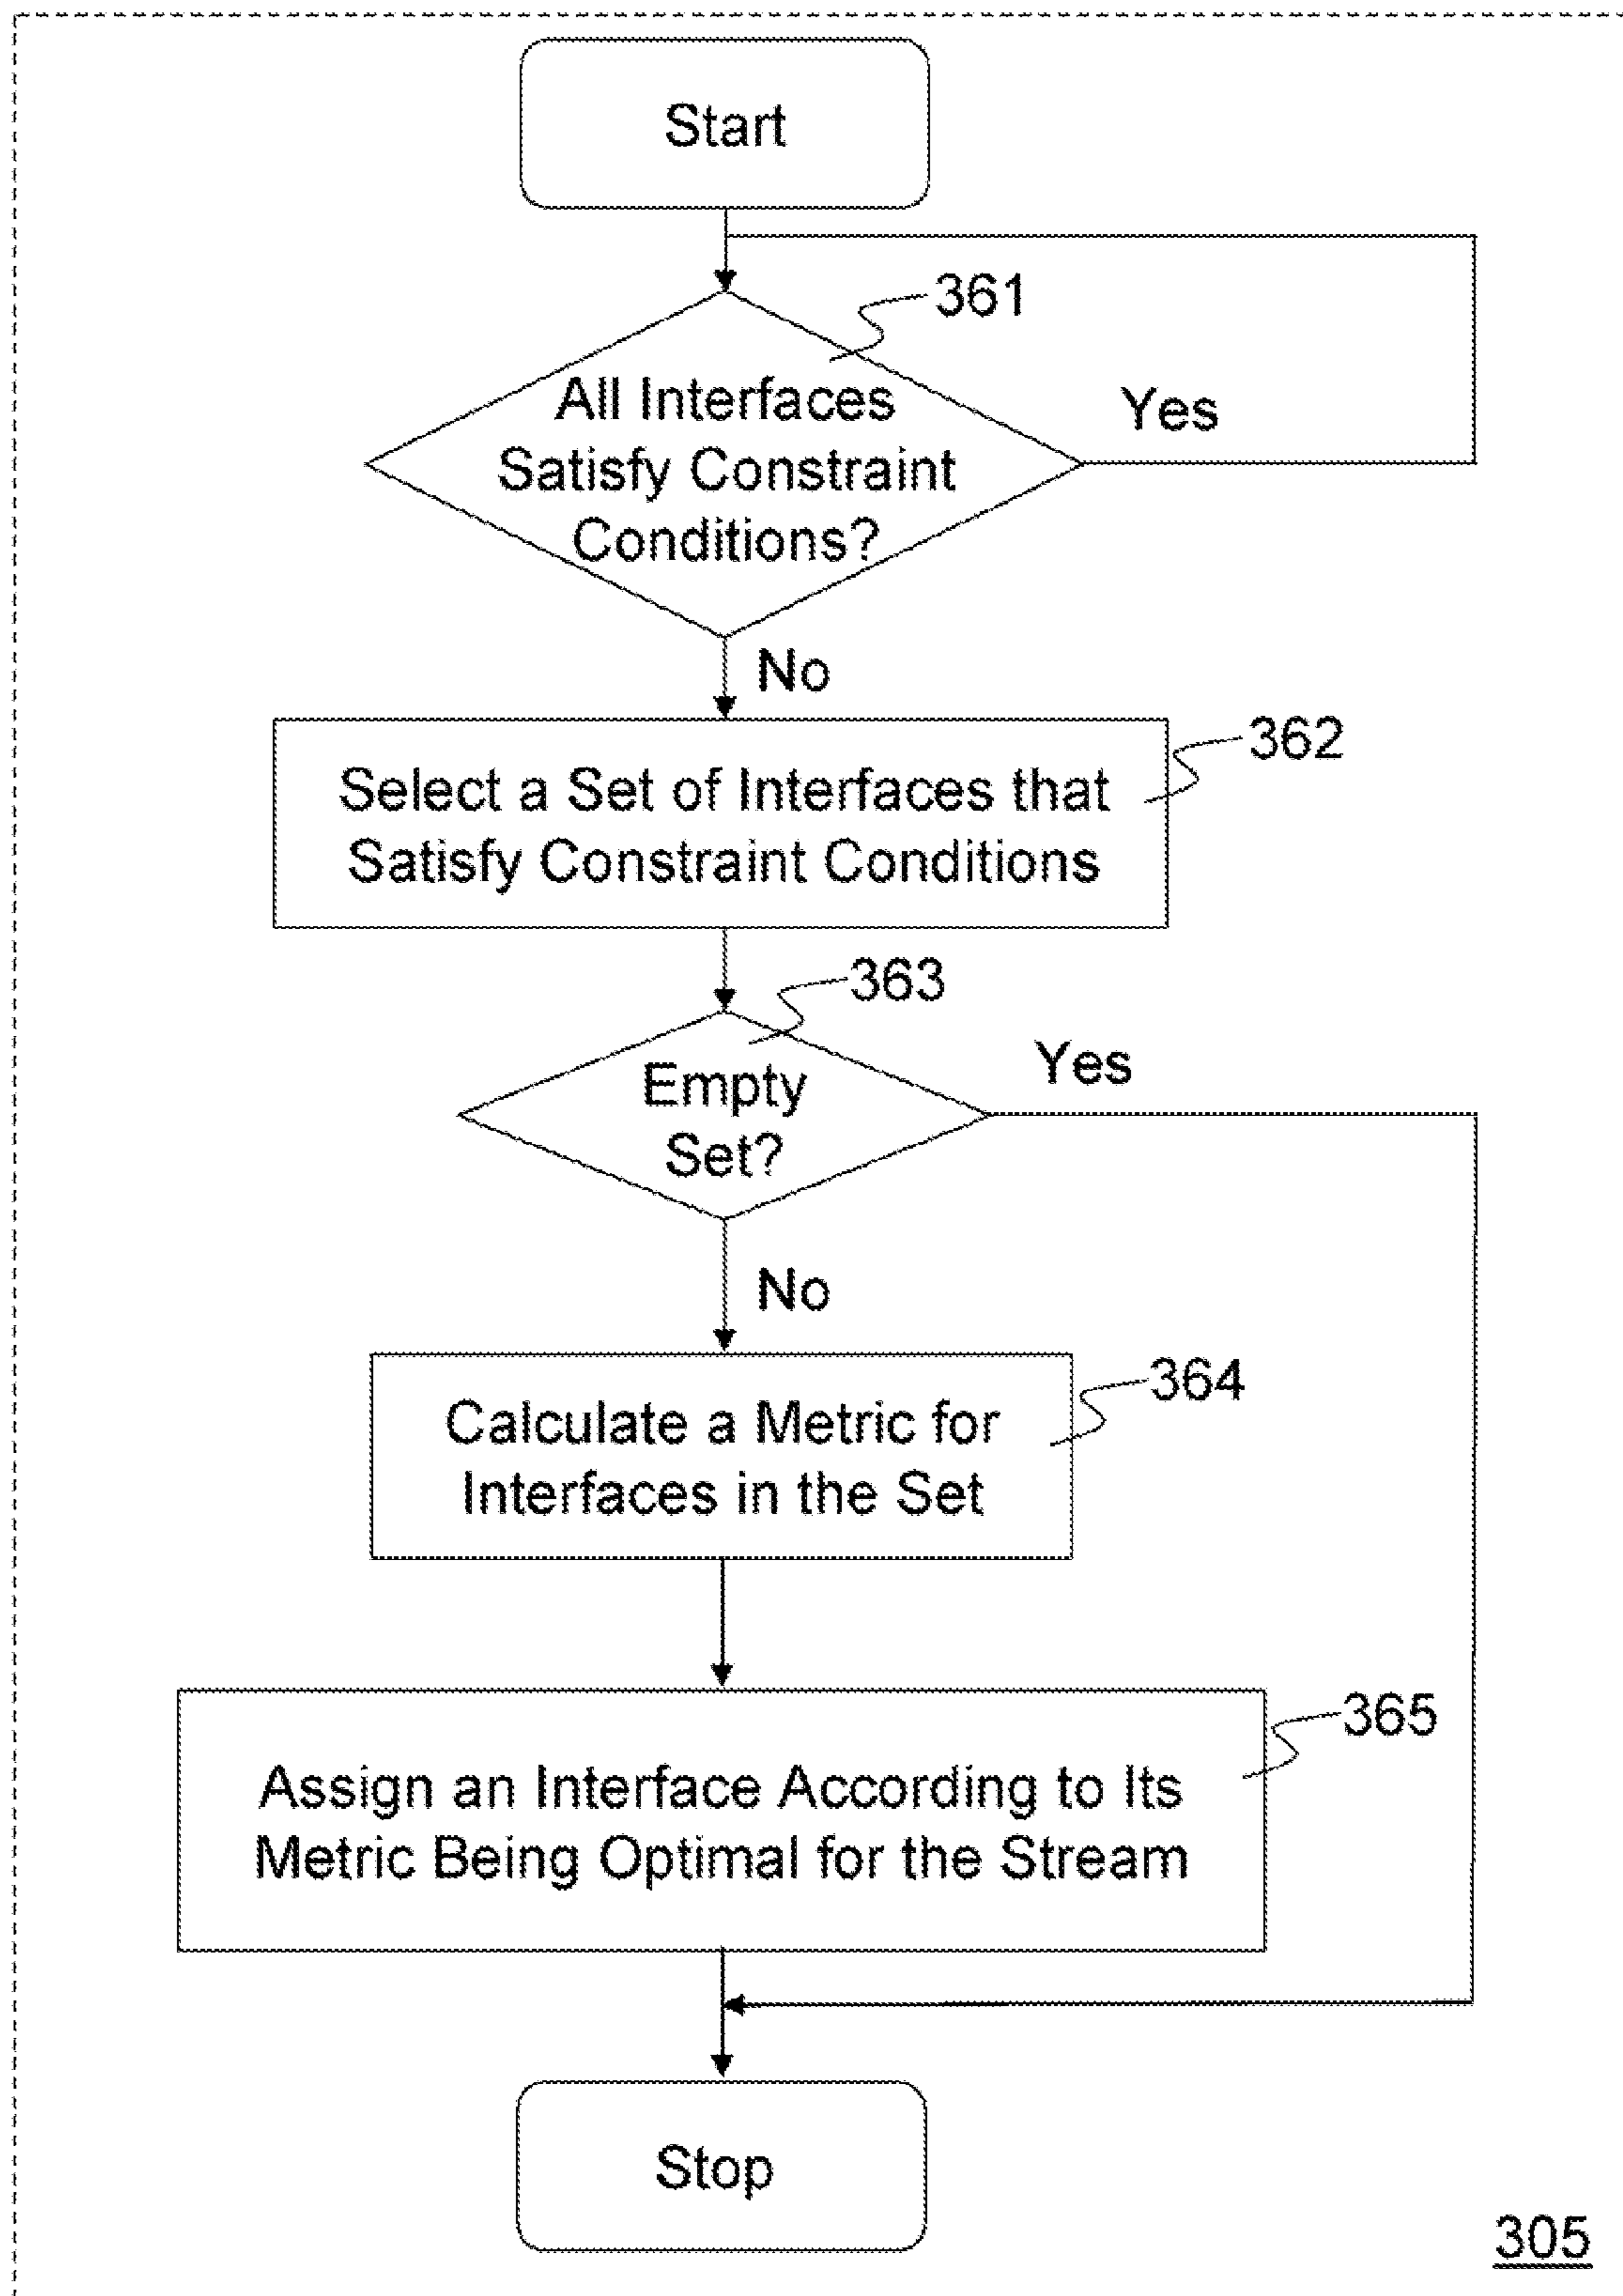 Start
361
All Interfaces
Satisfy Constraint
Conditions?
Yes
No
362
Select a Set of Interfaces that
Satisfy Constraint Conditions
363
Empty
Set?
Yes
No
364
Calculate a Metric for
Interfaces in the Set
365
Assign an Interface According to Its
Metric Being Optimal for the Stream
Stop
305